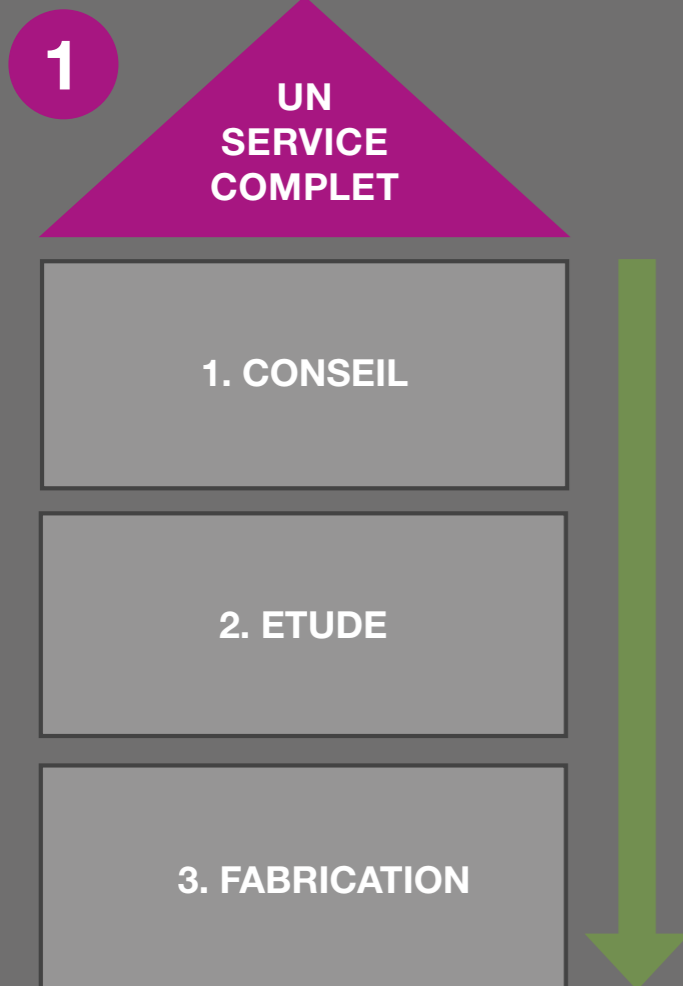 1
UN
SERVICE
COMPLET
1. CONSEIL
2. ETUDE
3. FABRICATION